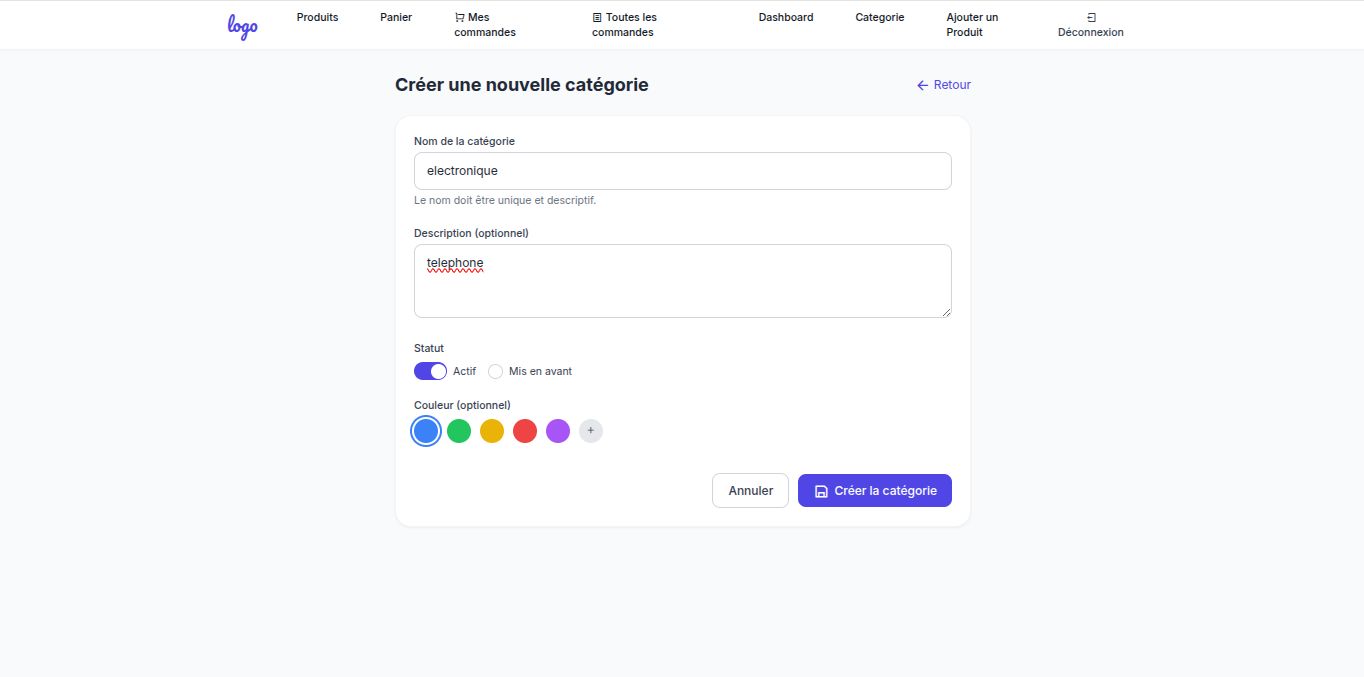 logo
Produits
Panier
Mes
commandes
Toutes les
commandes
Dashboard
Categorie
Ajouter un
Produit
Déconnexion
Créer une nouvelle catégorie
← Retour
Nom de la catégorie
electronique
Le nom doit être unique et descriptif.
Description (optionnel)
telephone
Statut
Actif
Mis en avant
Couleur (optionnel)
+
Annuler
Créer la catégorie